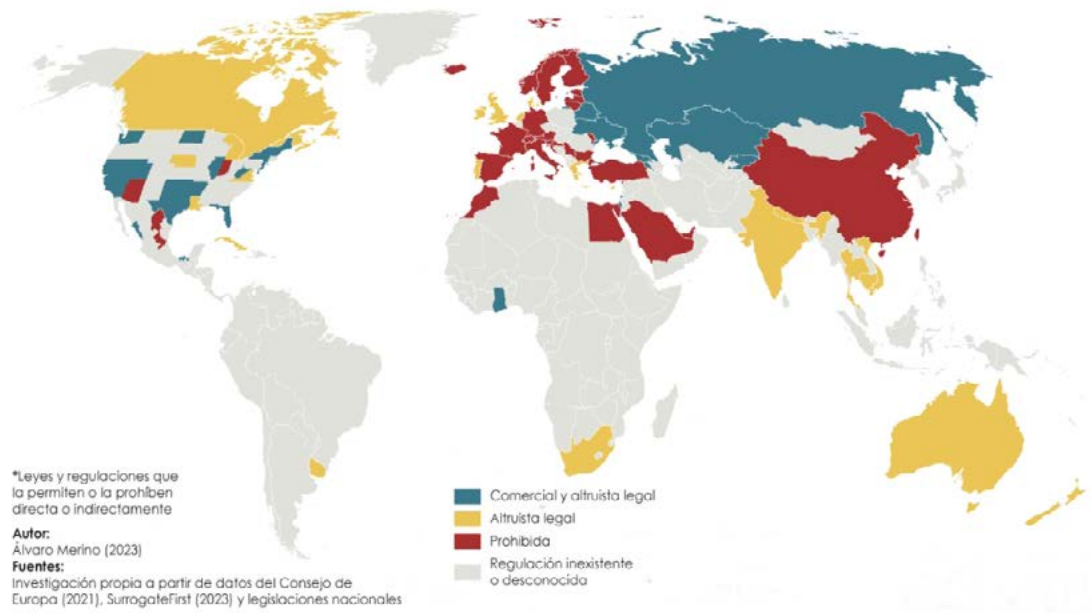 *Leyes y regulaciones que
la permiten o la prohíben
directa o indirectamente
Autor:
Álvaro Merino (2023)
Fuentes:
Investigación propia a partir de datos del Consejo de
Europa (2021), SurrogateFirst (2023) y legislaciones nacionales
Comercial y altruista legal
Altruista legal
Prohibida
Regulación inexistente
o desconocida